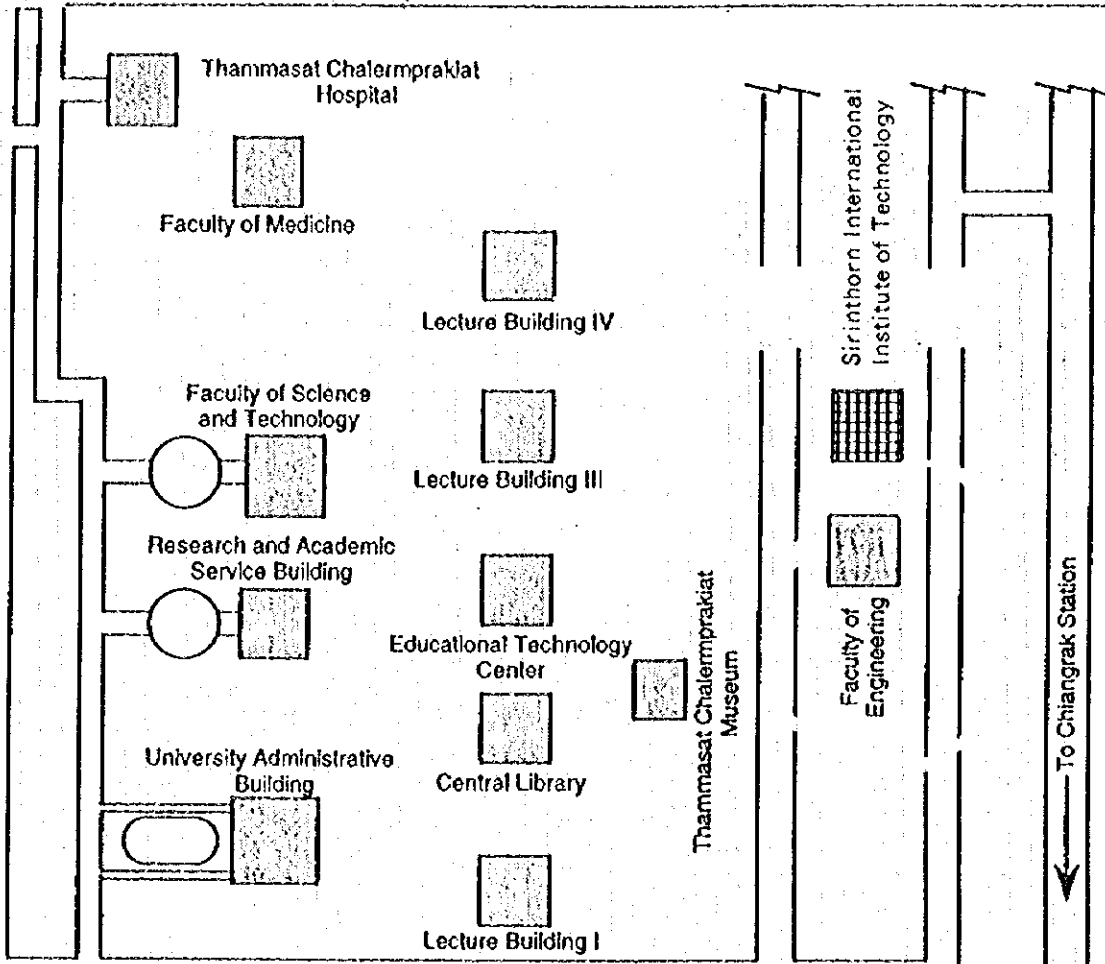 Thammasat Chalermprakiat
Hospital
Faculty of Medicine
Lecture Building IV
Sirinthorn International
Institute of Technology
Faculty of Science
and Technology
Lecture Building III
Research and Academic
Service Building
Educational Technology
Center
Faculty of
Engineering
Thammasat Chalermprakiat
Museum
To Chiangrak Station
University Administrative
Building
Central Library
Lecture Building I